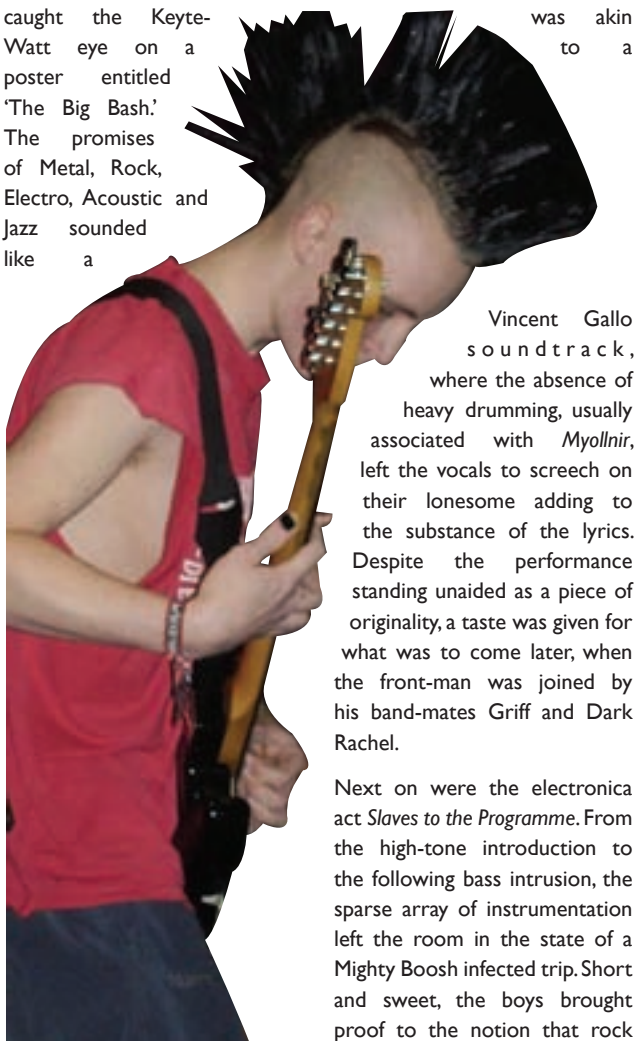 caught the Keyte-
Watt eye on a
poster entitled
‘The Big Bash.’
The promises
of Metal, Rock,
Electro, Acoustic and
Jazz sounded
like a
was akin
to a
Vincent Gallo
soundtrack,
where the absence of
heavy drumming, usually
associated with Myollnir,
left the vocals to screech on
their lonesome adding to
the substance of the lyrics.
Despite the performance
standing unaided as a piece of
originality, a taste was given for
what was to come later, when
the front-man was joined by
his band-mates Griff and Dark
Rachel.
Next on were the electronica
act Slaves to the Programme. From
the high-tone introduction to
the following bass intrusion, the
sparse array of instrumentation
left the room in the state of a
Mighty Boosh infected trip. Short
and sweet, the boys brought
proof to the notion that rock